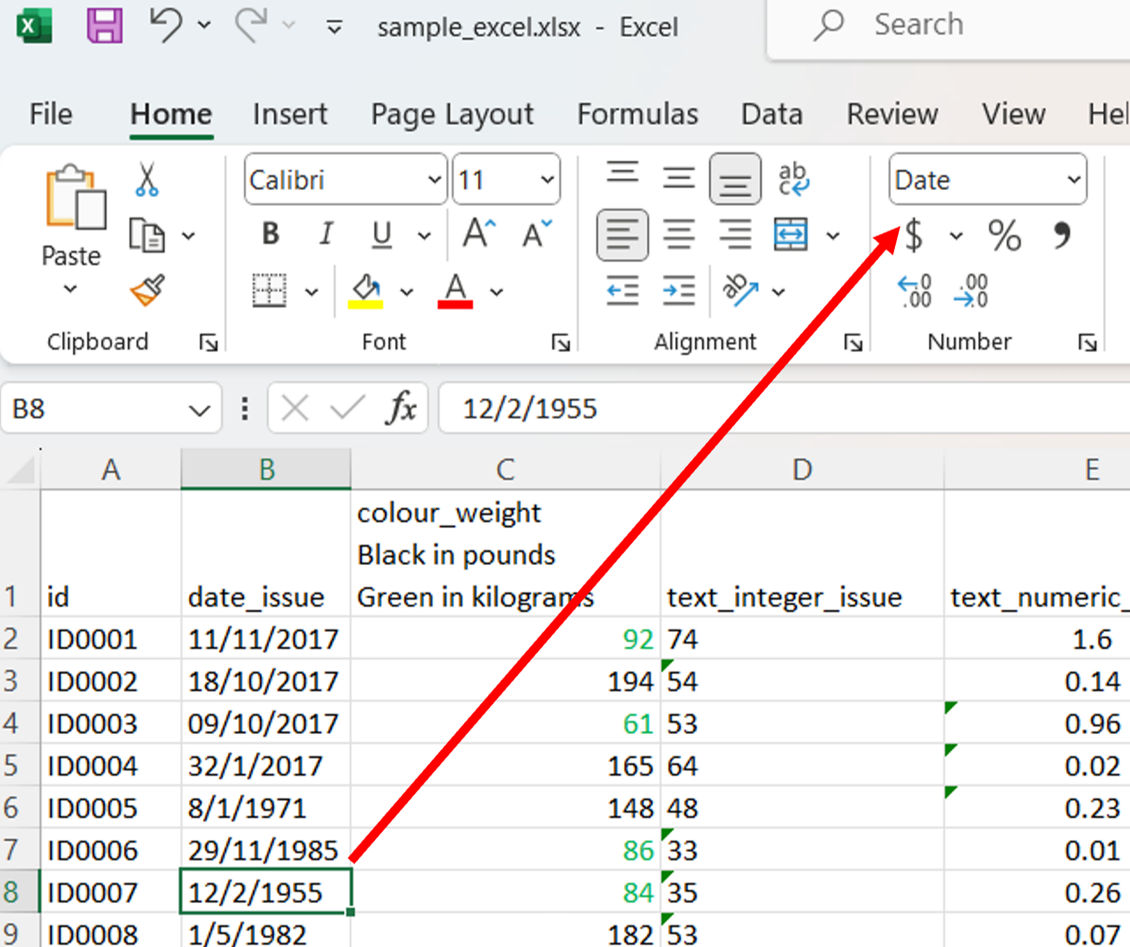 sample_excel.xlsx - Excel
Search
File Home Insert Page Layout Formulas Data Review View Hel
Paste
Calibri 11
B I U A A
ab
c
Date
$ % ,
A
ab
.0
.00
.00
.0
Clipboard Font Alignment Number
B8 fx 12/2/1955
A B C D E
colour_weight
Black in pounds
1 id date_issue Green in kilograms text_integer_issue text_numeric_
2 ID0001 11/11/2017 92 74 1.6
3 ID0002 18/10/2017 194 54 0.14
4 ID0003 09/10/2017 61 53 0.96
5 ID0004 32/1/2017 165 64 0.02
6 ID0005 8/1/1971 148 48 0.23
7 ID0006 29/11/1985 86 33 0.01
8 ID0007 12/2/1955 84 35 0.26
9 ID0008 1/5/1982 182 53 0.07